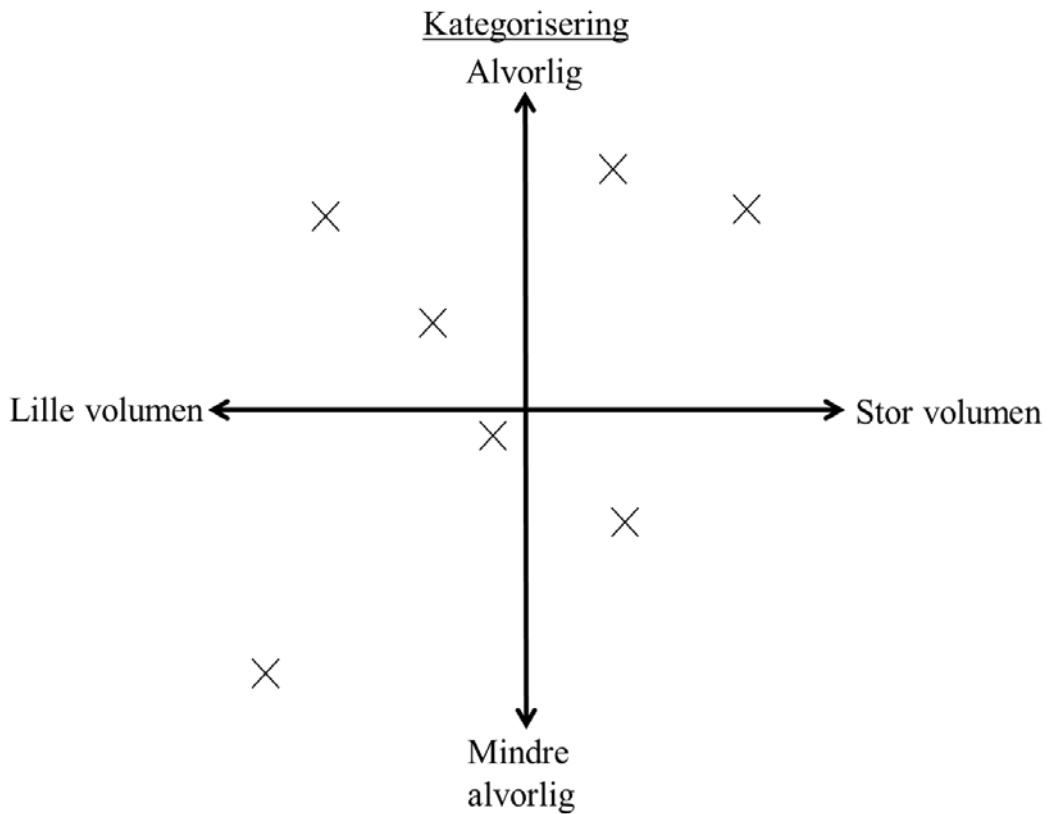 Kategorisering
Alvorlig
Lille volumen
Stor volumen
Mindre
alvorlig